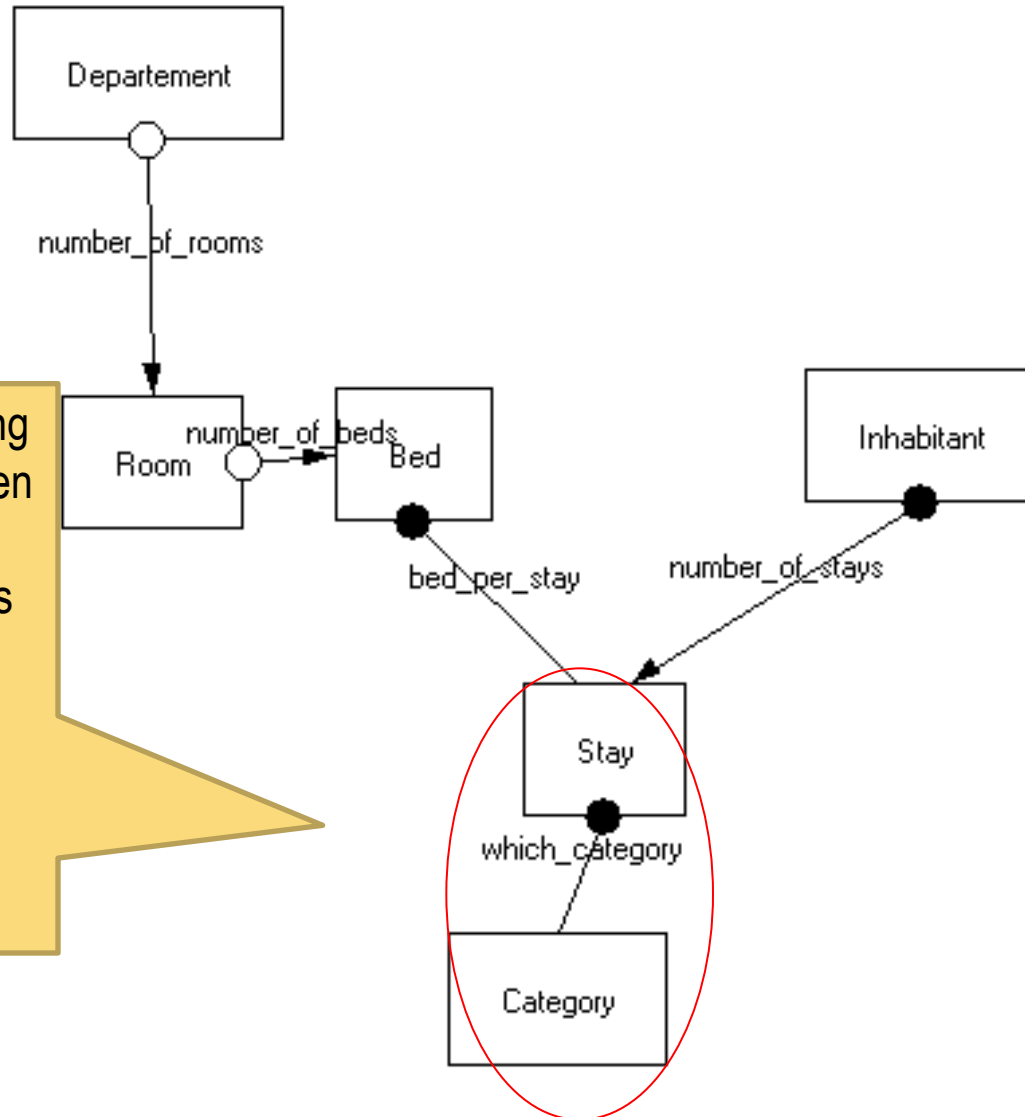 Departement
number_of_rooms
Room
number_of_beds
Bed
Inhabitant
bed_per_stay
number_of_stays
Stay
which_category
Category